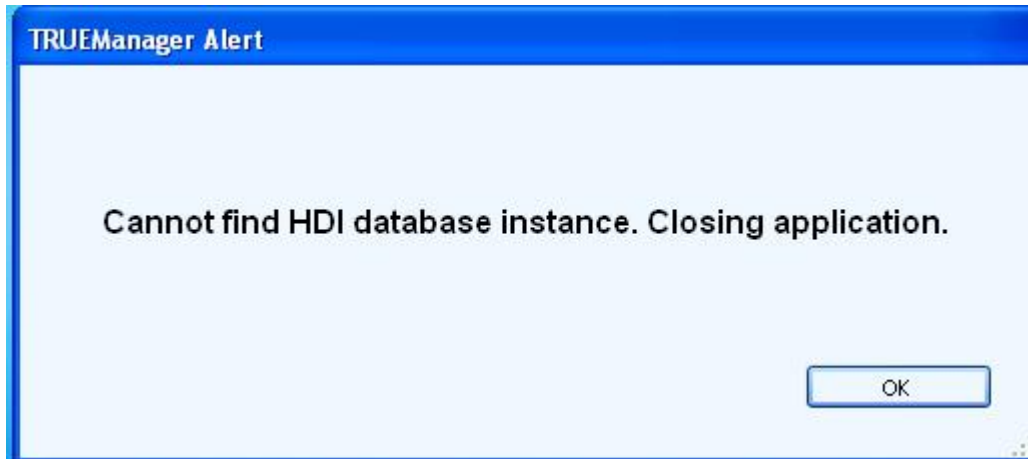 TRUEManager Alert
Cannot find HDI database instance. Closing application.
OK